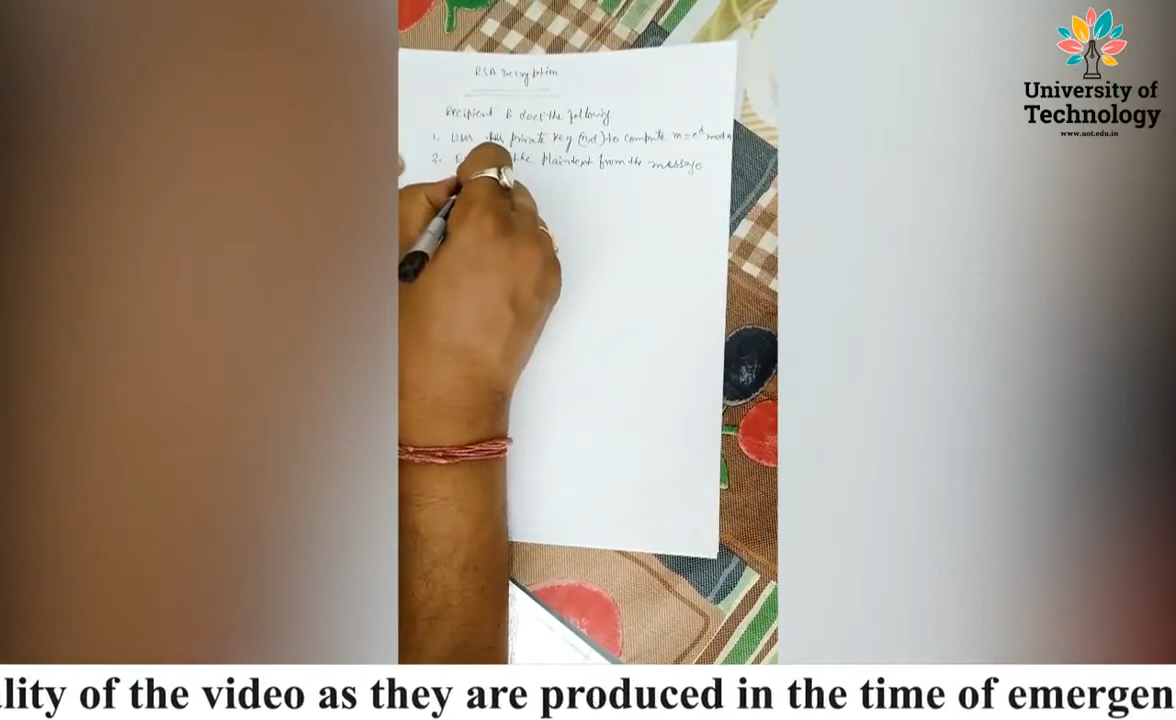 University of
Technology
www.uot.edu.in
RSA Decryption
Recipient B does the following
1. Uses his private key (n,d) to compute m = c^d mod n
2. the plaintext from the message
lity of the video as they are produced in the time of emergen